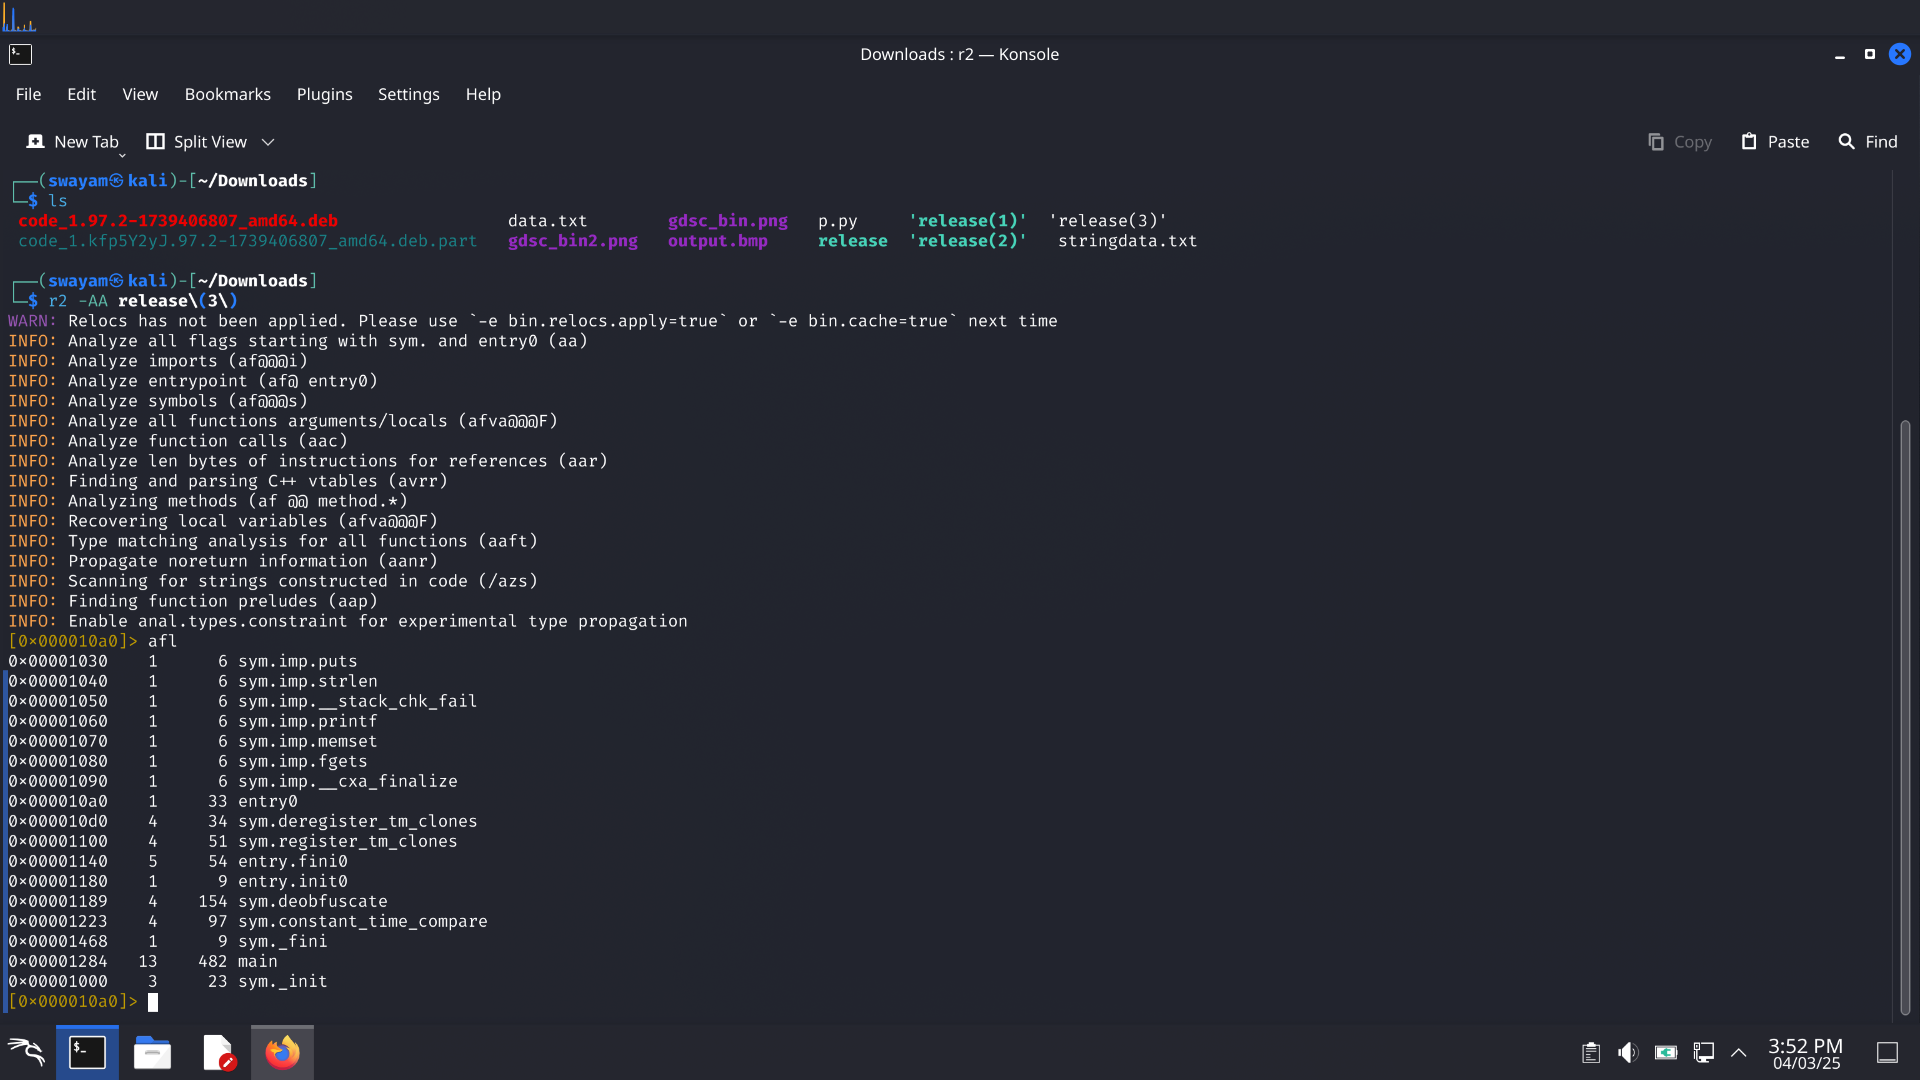 Downloads : r2 — Konsole
File Edit View Bookmarks Plugins Settings Help
New Tab Split View Copy Paste Find
┌──(swayam㉿kali)-[~/Downloads]
└─$ ls
code_1.97.2-1739406807_amd64.deb data.txt gdsc_bin.png p.py 'release(1)' 'release(3)'
code_1.kfp5Y2yJ.97.2-1739406807_amd64.deb.part gdsc_bin2.png output.bmp release 'release(2)' stringdata.txt
┌──(swayam㉿kali)-[~/Downloads]
└─$ r2 -AA release\(3\)
WARN: Relocs has not been applied. Please use `-e bin.relocs.apply=true` or `-e bin.cache=true` next time
INFO: Analyze all flags starting with sym. and entry0 (aa)
INFO: Analyze imports (af@@@i)
INFO: Analyze entrypoint (af@ entry0)
INFO: Analyze symbols (af@@@s)
INFO: Analyze all functions arguments/locals (afva@@@F)
INFO: Analyze function calls (aac)
INFO: Analyze len bytes of instructions for references (aar)
INFO: Finding and parsing C++ vtables (avrr)
INFO: Analyzing methods (af @@ method.*)
INFO: Recovering local variables (afva@@@F)
INFO: Type matching analysis for all functions (aaft)
INFO: Propagate noreturn information (aanr)
INFO: Scanning for strings constructed in code (/azs)
INFO: Finding function preludes (aap)
INFO: Enable anal.types.constraint for experimental type propagation
[0x000010a0]> afl
0x00001030 1 6 sym.imp.puts
0x00001040 1 6 sym.imp.strlen
0x00001050 1 6 sym.imp.__stack_chk_fail
0x00001060 1 6 sym.imp.printf
0x00001070 1 6 sym.imp.memset
0x00001080 1 6 sym.imp.fgets
0x00001090 1 6 sym.imp.__cxa_finalize
0x000010a0 1 33 entry0
0x000010d0 4 34 sym.deregister_tm_clones
0x00001100 4 51 sym.register_tm_clones
0x00001140 5 54 entry.fini0
0x00001180 1 9 entry.init0
0x00001189 4 154 sym.deobfuscate
0x00001223 4 97 sym.constant_time_compare
0x00001468 1 9 sym._fini
0x00001284 13 482 main
0x00001000 3 23 sym._init
[0x000010a0]>
3:52 PM
04/03/25